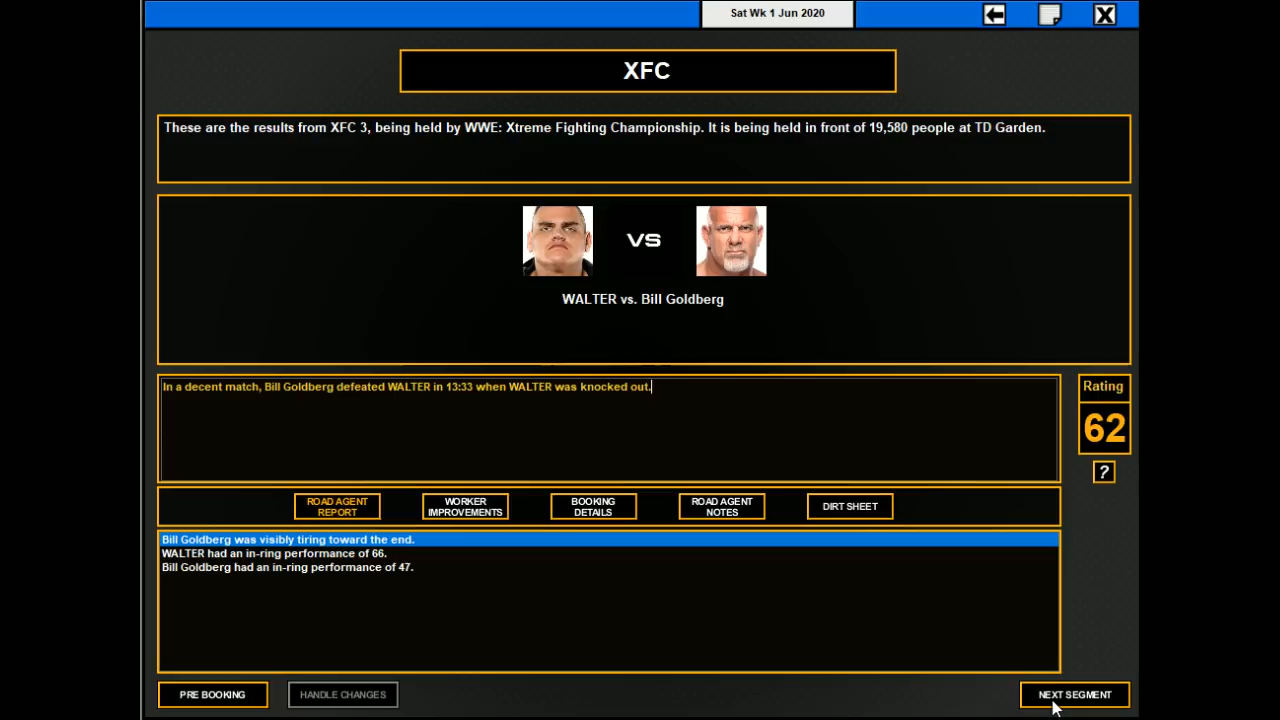 Sat Wk 1 Jun 2020
XFC
These are the results from XFC 3, being held by WWE: Xtreme Fighting Championship. It is being held in front of 19,580 people at TD Garden.
VS
WALTER vs. Bill Goldberg
In a decent match, Bill Goldberg defeated WALTER in 13:33 when WALTER was knocked out.
Rating
62
?
ROAD AGENT
REPORT
WORKER
IMPROVEMENTS
BOOKING
DETAILS
ROAD AGENT
NOTES
DIRT SHEET
Bill Goldberg was visibly tiring toward the end.
WALTER had an in-ring performance of 66.
Bill Goldberg had an in-ring performance of 47.
PRE BOOKING
HANDLE CHANGES
NEXT SEGMENT